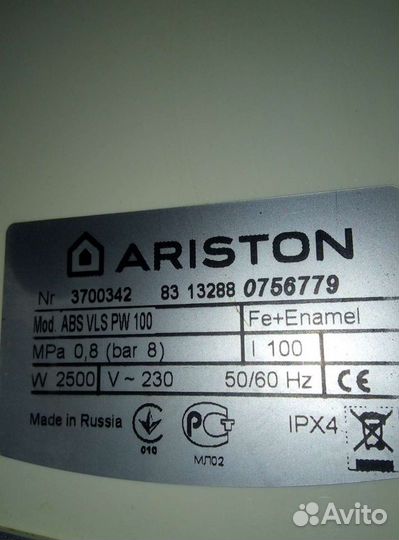 ARISTON
Nr 3700342 83 13288 0756779
Mod. ABS VLS PW 100 Fe+Enamel
MPa 0,8 (bar 8) l 100
W 2500 V ~ 230 50/60 Hz CE
Made in Russia 010 РСТ МЛ02 IPX4
Avito